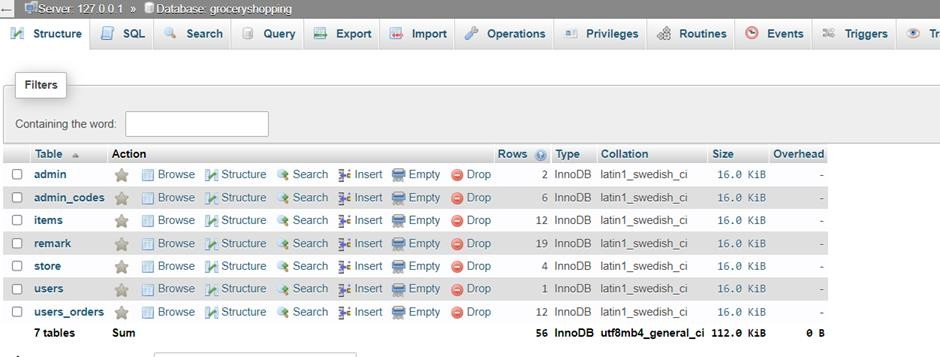 Server: 127.0.0.1 » Database: groceryshopping
Structure SQL Search Query Export Import Operations Privileges Routines Events Triggers Tr
Filters
Containing the word:
Table Action Rows Type Collation Size Overhead
admin Browse Structure Search Insert Empty Drop 2 InnoDB latin1_swedish_ci 16.0 KiB -
admin_codes Browse Structure Search Insert Empty Drop 6 InnoDB latin1_swedish_ci 16.0 KiB -
items Browse Structure Search Insert Empty Drop 12 InnoDB latin1_swedish_ci 16.0 KiB -
remark Browse Structure Search Insert Empty Drop 19 InnoDB latin1_swedish_ci 16.0 KiB -
store Browse Structure Search Insert Empty Drop 4 InnoDB latin1_swedish_ci 16.0 KiB -
users Browse Structure Search Insert Empty Drop 1 InnoDB latin1_swedish_ci 16.0 KiB -
users_orders Browse Structure Search Insert Empty Drop 12 InnoDB latin1_swedish_ci 16.0 KiB -
7 tables Sum 56 InnoDB utf8mb4_general_ci 112.0 KiB 0 B